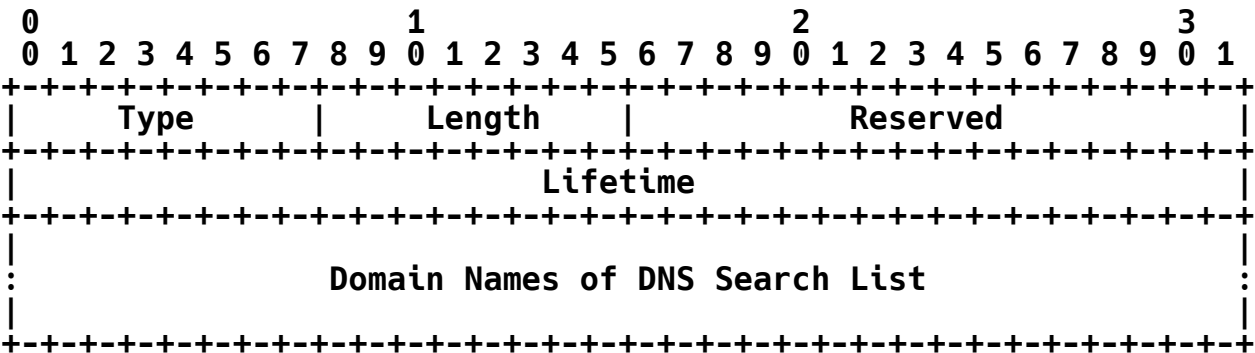 0                   1                   2                   3
 0 1 2 3 4 5 6 7 8 9 0 1 2 3 4 5 6 7 8 9 0 1 2 3 4 5 6 7 8 9 0 1
+-+-+-+-+-+-+-+-+-+-+-+-+-+-+-+-+-+-+-+-+-+-+-+-+-+-+-+-+-+-+-+-+
|     Type      |     Length    |           Reserved            |
+-+-+-+-+-+-+-+-+-+-+-+-+-+-+-+-+-+-+-+-+-+-+-+-+-+-+-+-+-+-+-+-+
|                           Lifetime                            |
+-+-+-+-+-+-+-+-+-+-+-+-+-+-+-+-+-+-+-+-+-+-+-+-+-+-+-+-+-+-+-+-+
|                                                               |
:                Domain Names of DNS Search List                :
|                                                               |
+-+-+-+-+-+-+-+-+-+-+-+-+-+-+-+-+-+-+-+-+-+-+-+-+-+-+-+-+-+-+-+-+